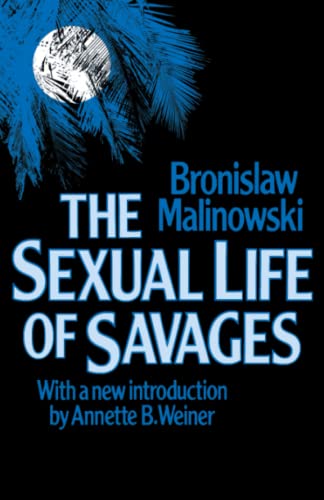 Bronislaw
Malinowski
THE
SEXUAL LIFE
OF SAVAGES
With a new introduction
by Annette B. Weiner